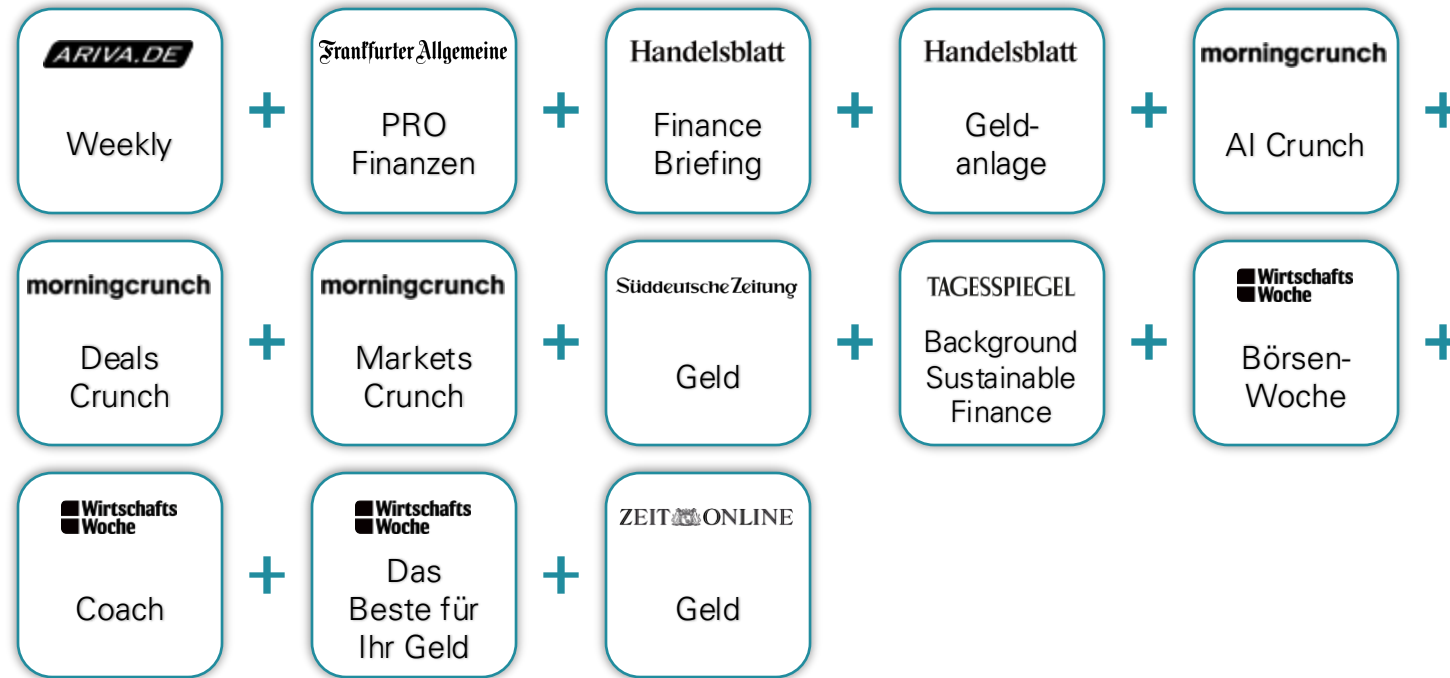 ARIVA.DE
Weekly
+
Frankfurter Allgemeine
PRO
Finanzen
+
Handelsblatt
Finance
Briefing
+
Handelsblatt
Geld-
anlage
+
morningcrunch
AI Crunch
+
morningcrunch
Deals
Crunch
+
morningcrunch
Markets
Crunch
+
Süddeutsche Zeitung
Geld
+
TAGESSPIEGEL
Background
Sustainable
Finance
+
Wirtschafts
Woche
Börsen-
Woche
+
Wirtschafts
Woche
Coach
+
Wirtschafts
Woche
Das
Beste für
Ihr Geld
+
ZEIT ONLINE
Geld